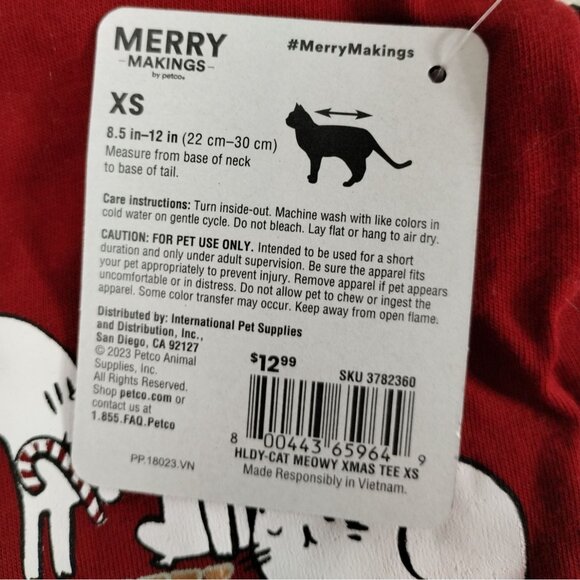 MERRY
MAKINGS
by petco
#MerryMakings
XS
8.5 in–12 in (22 cm–30 cm)
Measure from base of neck
to base of tail.
Care instructions: Turn inside-out. Machine wash with like colors in
cold water on gentle cycle. Do not bleach. Lay flat or hang to air dry.
CAUTION: FOR PET USE ONLY. Intended to be used for a short
duration and only under adult supervision. Be sure the apparel fits
your pet appropriately to prevent injury. Remove apparel if pet appears
uncomfortable or in distress. Do not allow pet to chew or ingest the
apparel. Some color transfer may occur. Keep away from open flame.
Distributed by: International Pet Supplies
and Distribution, Inc.,
San Diego, CA 92127
© 2023 Petco Animal
Supplies, Inc.
All Rights Reserved.
Shop petco.com or
contact us at
1.855.FAQ.Petco
PP.18023.VN
$12.99
SKU 3782360
8 00443 65964 9
HLDY-CAT MEOWY XMAS TEE XS
Made Responsibly in Vietnam.